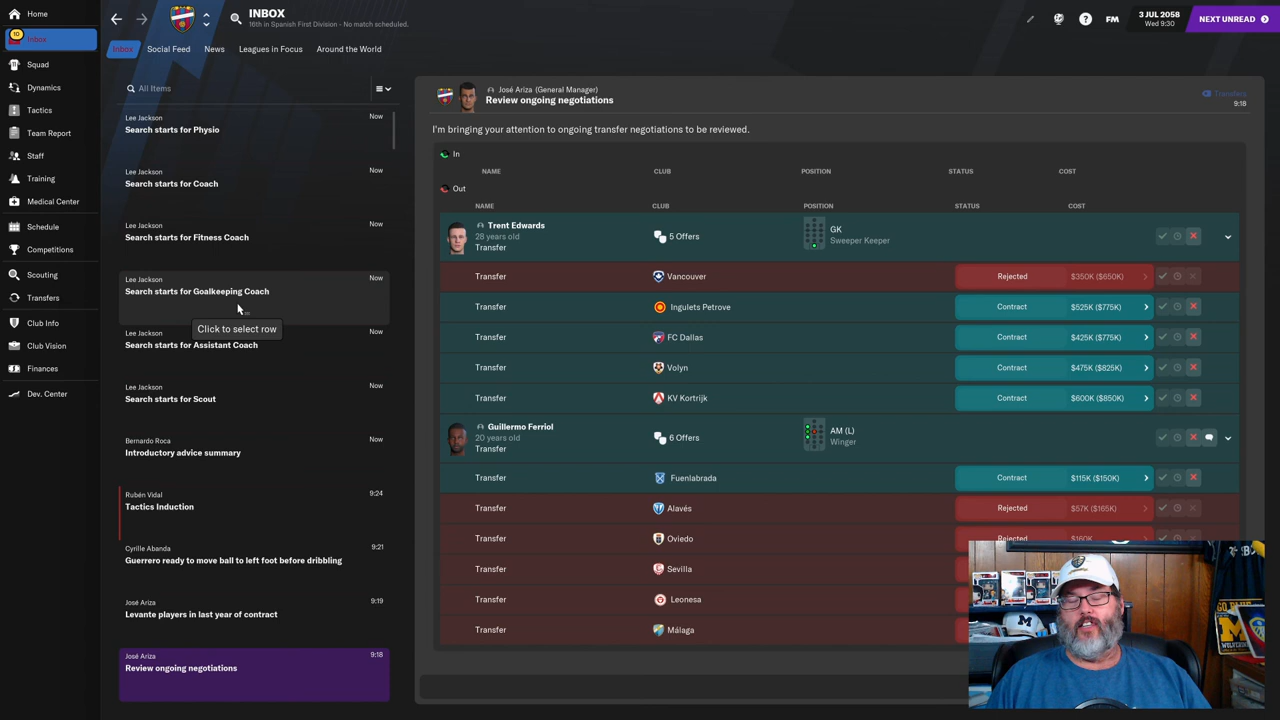 Home
Inbox
10
Squad
Dynamics
Tactics
Team Report
Staff
Training
Medical Center
Schedule
Competitions
Scouting
Transfers
Club Info
Club Vision
Finances
Dev. Center
INBOX
16th in Spanish First Division - No match scheduled.
FM
3 JUL 2058
Wed 9:30
NEXT UNREAD
Inbox
Social Feed
News
Leagues in Focus
Around the World
All Items
Lee Jackson
Now
Search starts for Physio
Lee Jackson
Now
Search starts for Coach
Lee Jackson
Now
Search starts for Fitness Coach
Lee Jackson
Now
Search starts for Goalkeeping Coach
Click to select row
Lee Jackson
Now
Search starts for Assistant Coach
Lee Jackson
Now
Search starts for Scout
Bernardo Roca
Now
Introductory advice summary
Rubén Vidal
9:24
Tactics Induction
Cyrille Abanda
9:21
Guerrero ready to move ball to left foot before dribbling
José Ariza
9:19
Levante players in last year of contract
José Ariza
9:18
Review ongoing negotiations
José Ariza (General Manager)
Review ongoing negotiations
Transfers
9:18
I'm bringing your attention to ongoing transfer negotiations to be reviewed.
In
NAME CLUB POSITION STATUS COST
Out
NAME CLUB POSITION STATUS COST
Trent Edwards
28 years old
Transfer
5 Offers
GK
Sweeper Keeper
Transfer Vancouver Rejected $350K ($650K)
Transfer Ingulets Petrove Contract $525K ($775K)
Transfer FC Dallas Contract $425K ($775K)
Transfer Volyn Contract $475K ($825K)
Transfer KV Kortrijk Contract $600K ($850K)
Guillermo Ferriol
20 years old
Transfer
6 Offers
AM (L)
Winger
Transfer Fuenlabrada Contract $115K ($150K)
Transfer Alavés Rejected $57K ($165K)
Transfer Oviedo Rejected $160K
Transfer Sevilla
Transfer Leonesa
Transfer Málaga